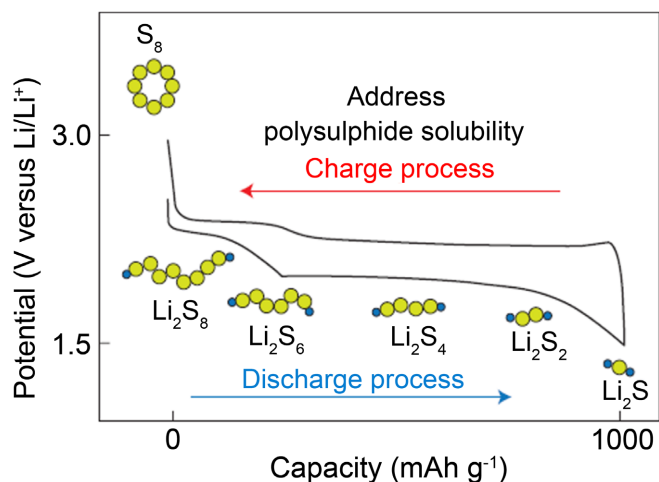 S₈
Address
polysulphide solubility
Charge process
Potential (V versus Li/Li⁺)
3.0
1.5
Li₂S₈
Li₂S₆
Li₂S₄
Li₂S₂
Li₂S
Discharge process
0
1000
Capacity (mAh g⁻¹)